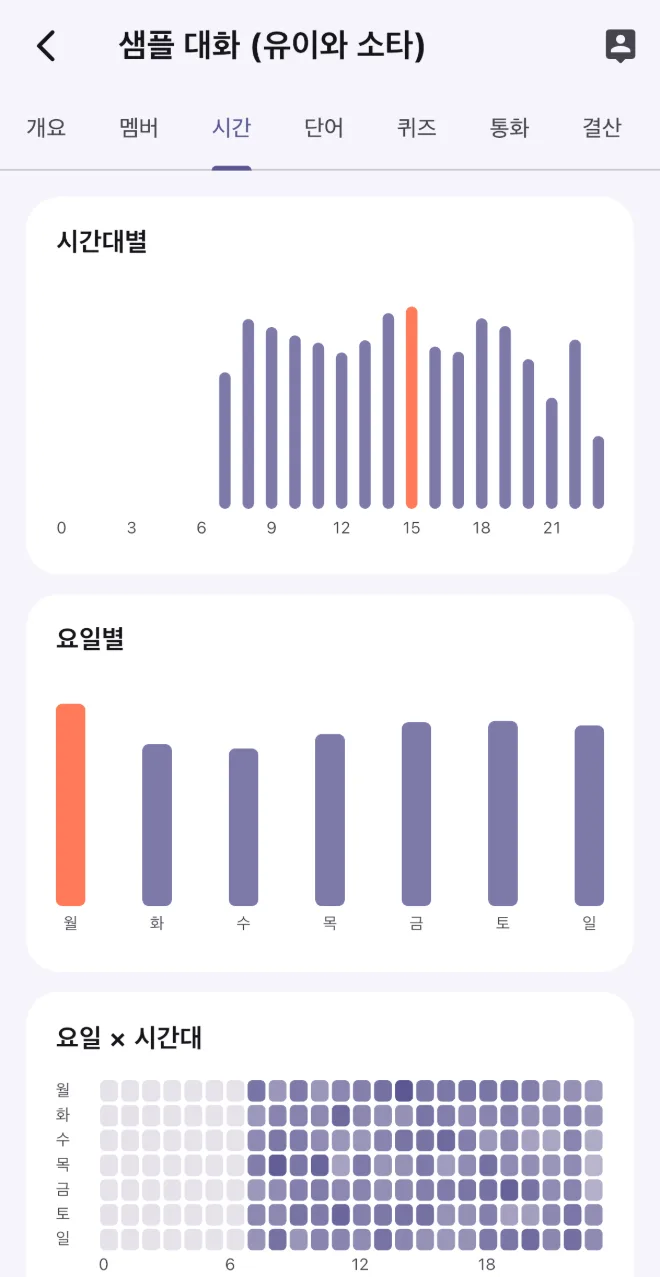 샘플 대화 (유이와 소타)
개요 멤버 시간 단어 퀴즈 통화 결산
시간대별
0 3 6 9 12 15 18 21
요일별
월 화 수 목 금 토 일
요일 × 시간대
월
화
수
목
금
토
일
0 6 12 18